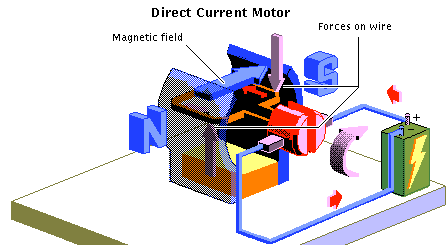 Direct Current Motor
Forces on wire
Magnetic field
S
N
+